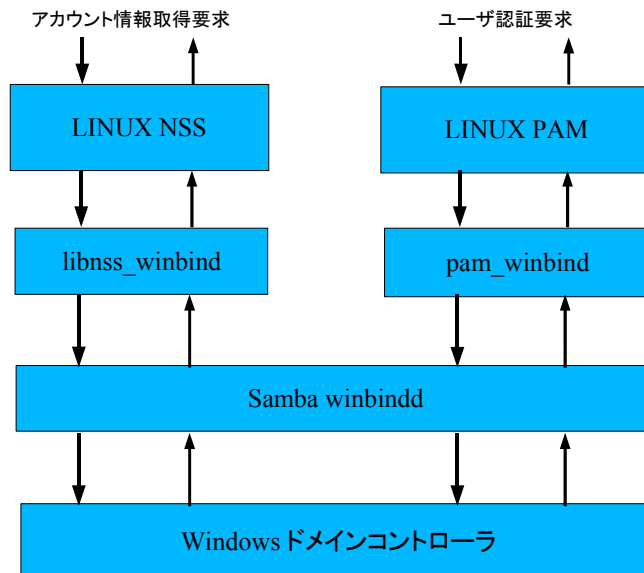 アカウント情報取得要求
ユーザ認証要求
LINUX NSS
LINUX PAM
libnss_winbind
pam_winbind
Samba winbindd
Windowsドメインコントローラ